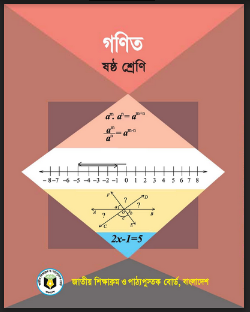 গণিত
ষষ্ঠ শ্রেণি
aᵐ. aⁿ = aᵐ⁺ⁿ
aᵐ/aⁿ = aᵐ⁻ⁿ
-8 -7 -6 -5 -4 -3 -2 -1 0 1 2 3 4 5 6 7 8
F D
? ?
A B
?
C E
2x-1=5
জাতীয় শিক্ষাক্রম ও পাঠ্যপুস্তক বোর্ড, বাংলাদেশ